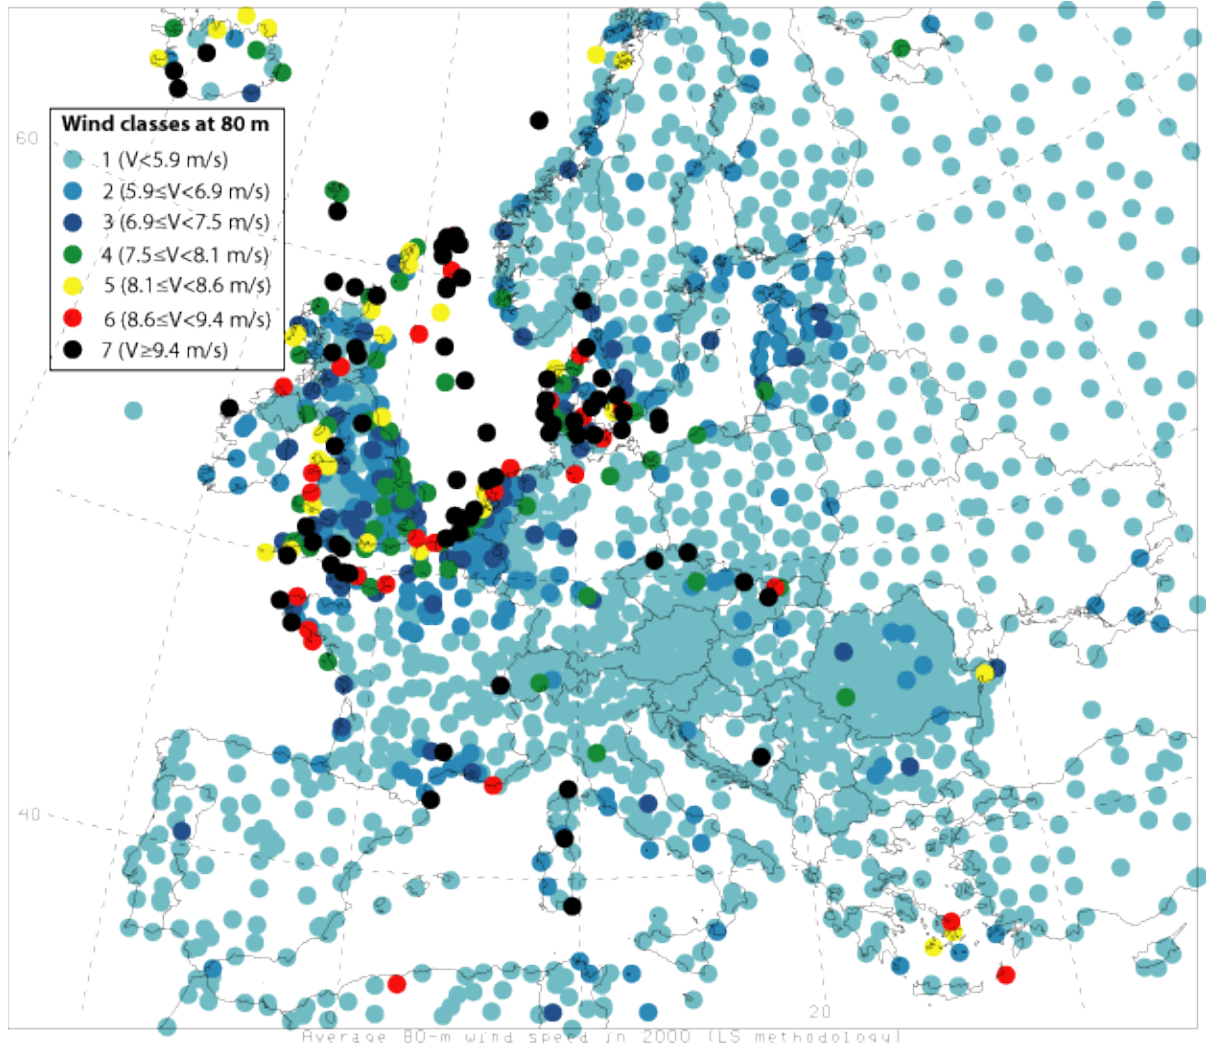 60
Wind classes at 80 m
1 (V<5.9 m/s)
2 (5.9≤V<6.9 m/s)
3 (6.9≤V<7.5 m/s)
4 (7.5≤V<8.1 m/s)
5 (8.1≤V<8.6 m/s)
6 (8.6≤V<9.4 m/s)
7 (V≥9.4 m/s)
40
20
Average 80-m wind speed in 2000 (LS methodology)